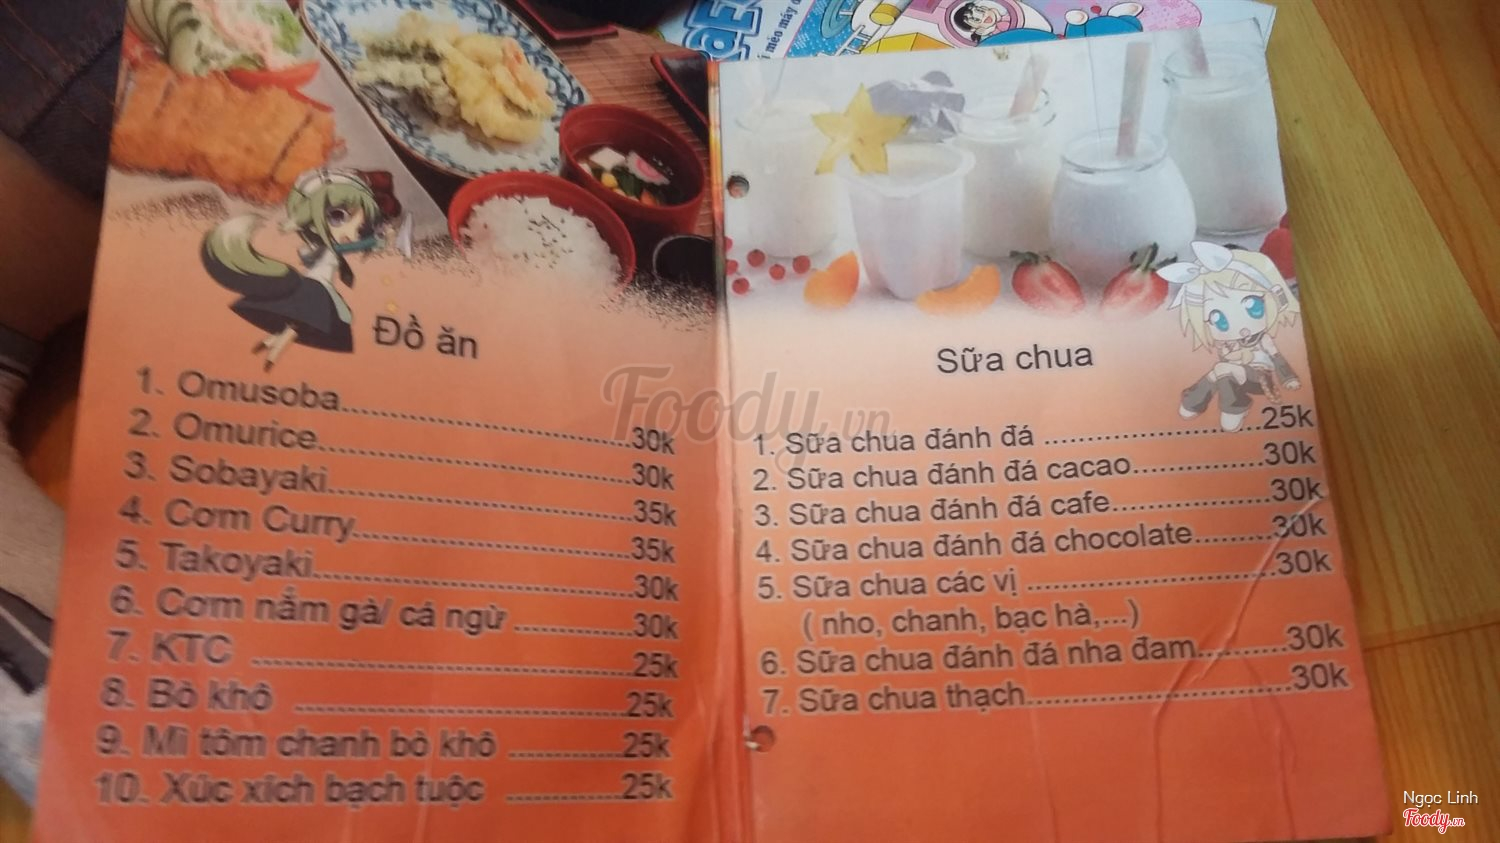 Đồ ăn
1. Omusoba...30k
2. Omurice...30k
3. Sobayaki...35k
4. Cơm Curry...35k
5. Takoyaki...30k
6. Cơm nắm gà/ cá ngừ ...30k
7. KTC ...25k
8. Bò khô ...25k
9. Mì tôm chanh bò khô ...25k
10. Xúc xích bạch tuộc ...25k
Sữa chua
1. Sữa chua đánh đá ...25k
2. Sữa chua đánh đá cacao...30k
3. Sữa chua đánh đá cafe...30k
4. Sữa chua đánh đá chocolate...30k
5. Sữa chua các vị ...30k
( nho, chanh, bạc hà,...)
6. Sữa chua đánh đá nha đam...30k
7. Sữa chua thạch...30k
Foody.vn
Ngọc Linh
Foody.vn